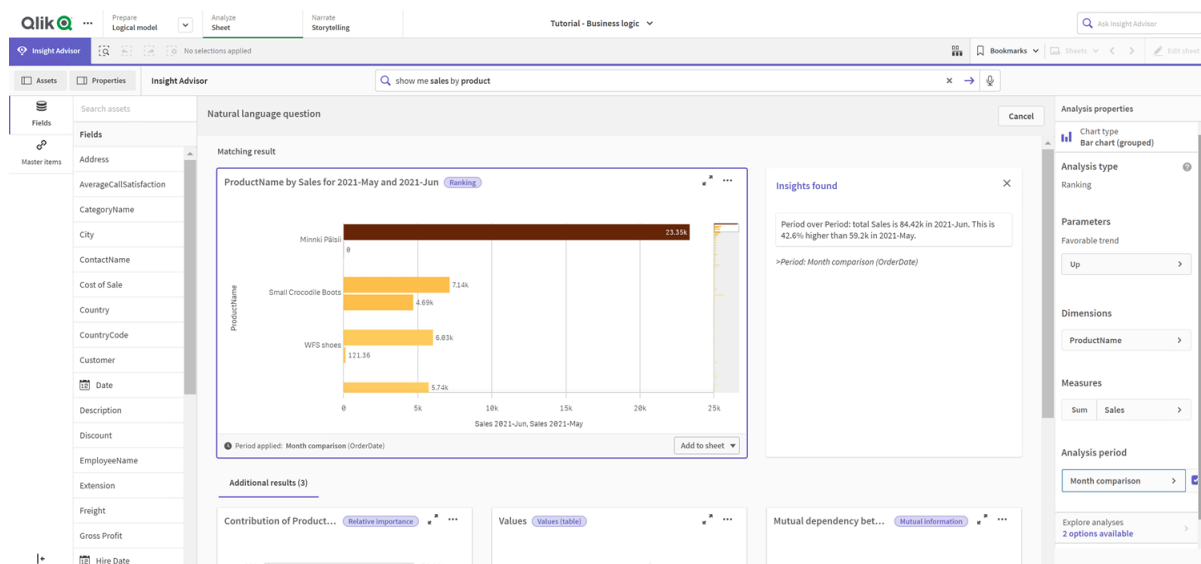 Qlik
Prepare
Logical model
Analyze
Sheet
Narrate
Storytelling
Tutorial - Business logic
Ask Insight Advisor
Insight Advisor
No selections applied
Bookmarks
Sheets
Edit sheet
Assets
Properties
Insight Advisor
show me sales by product
Fields
Master items
Search assets
Fields
Address
AverageCallSatisfaction
CategoryName
City
ContactName
Cost of Sale
Country
CountryCode
Customer
Date
Description
Discount
EmployeeName
Extension
Freight
Gross Profit
Hire Date
Natural language question
Cancel
Matching result
ProductName by Sales for 2021-May and 2021-Jun
Ranking
ProductName
Minnki Pälsii
23.35k
0
Small Crocodile Boots
7.14k
4.69k
WFS shoes
6.03k
121.36
5.74k
0
5k
10k
15k
20k
25k
Sales 2021-Jun, Sales 2021-May
Period applied: Month comparison (OrderDate)
Add to sheet
Insights found
Period over Period: total Sales is 84.42k in 2021-Jun. This is
42.6% higher than 59.2k in 2021-May.
>Period: Month comparison (OrderDate)
Additional results (3)
Contribution of Product...
Relative importance
Values
Values (table)
Mutual dependency bet...
Mutual information
Analysis properties
Chart type
Bar chart (grouped)
Analysis type
Ranking
Parameters
Favorable trend
Up
Dimensions
ProductName
Measures
Sum
Sales
Analysis period
Month comparison
Explore analyses
2 options available